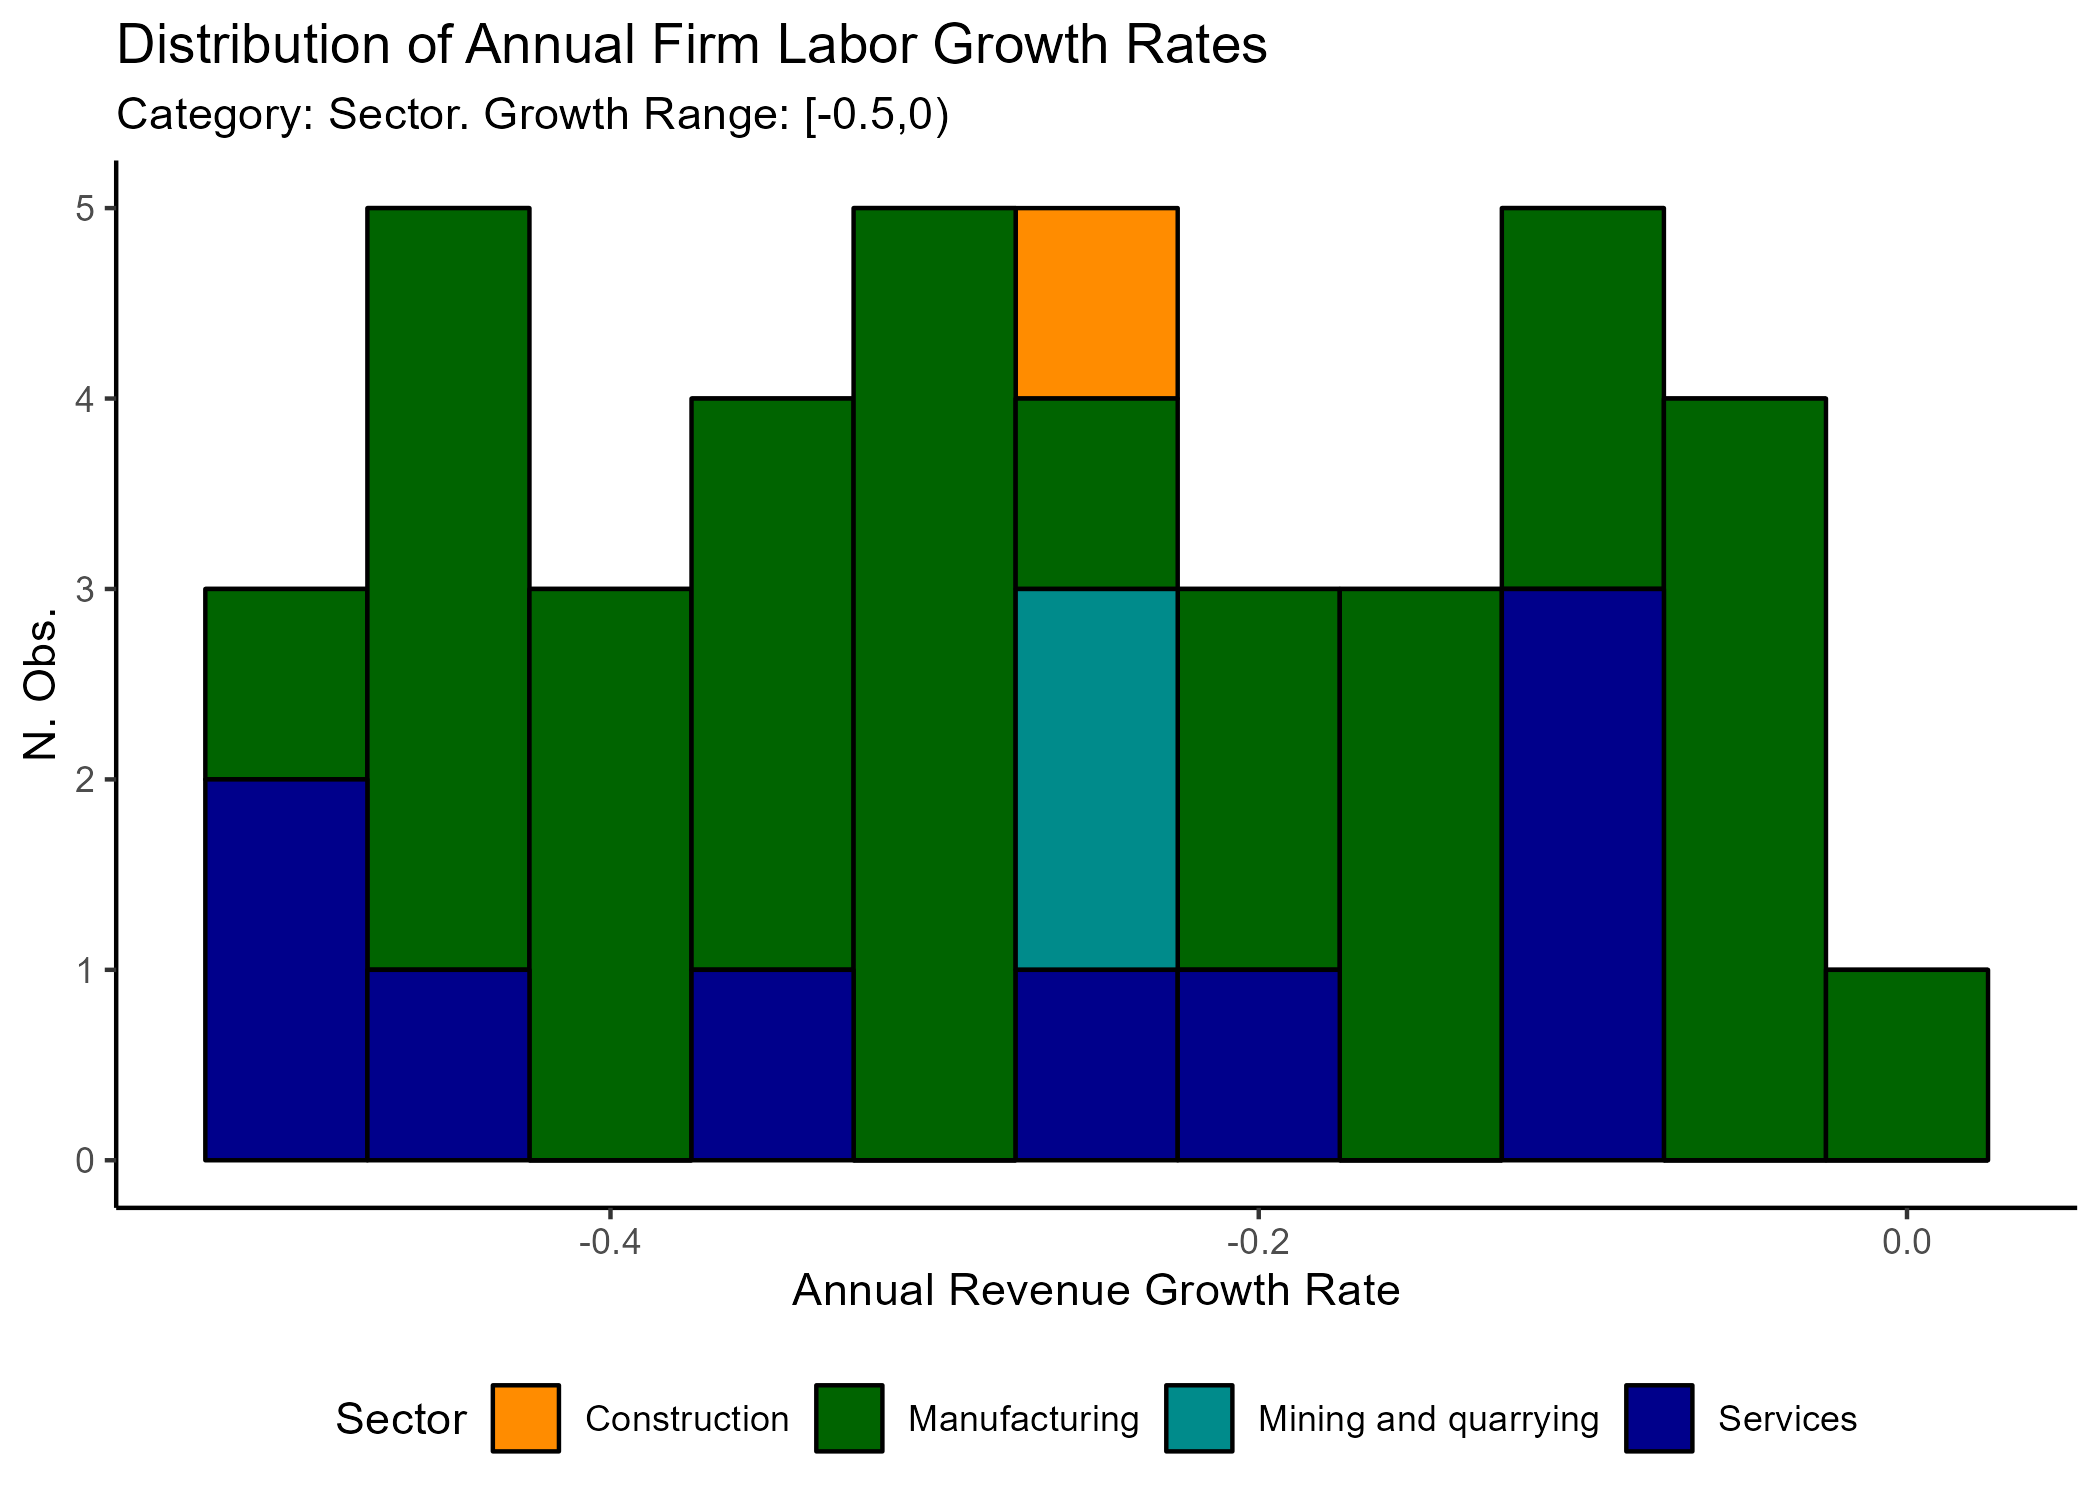 Distribution of Annual Firm Labor Growth Rates
Category: Sector. Growth Range: [-0.5,0)
N. Obs.
5
4
3
2
1
0
-0.4 -0.2 0.0
Annual Revenue Growth Rate
Sector Construction Manufacturing Mining and quarrying Services